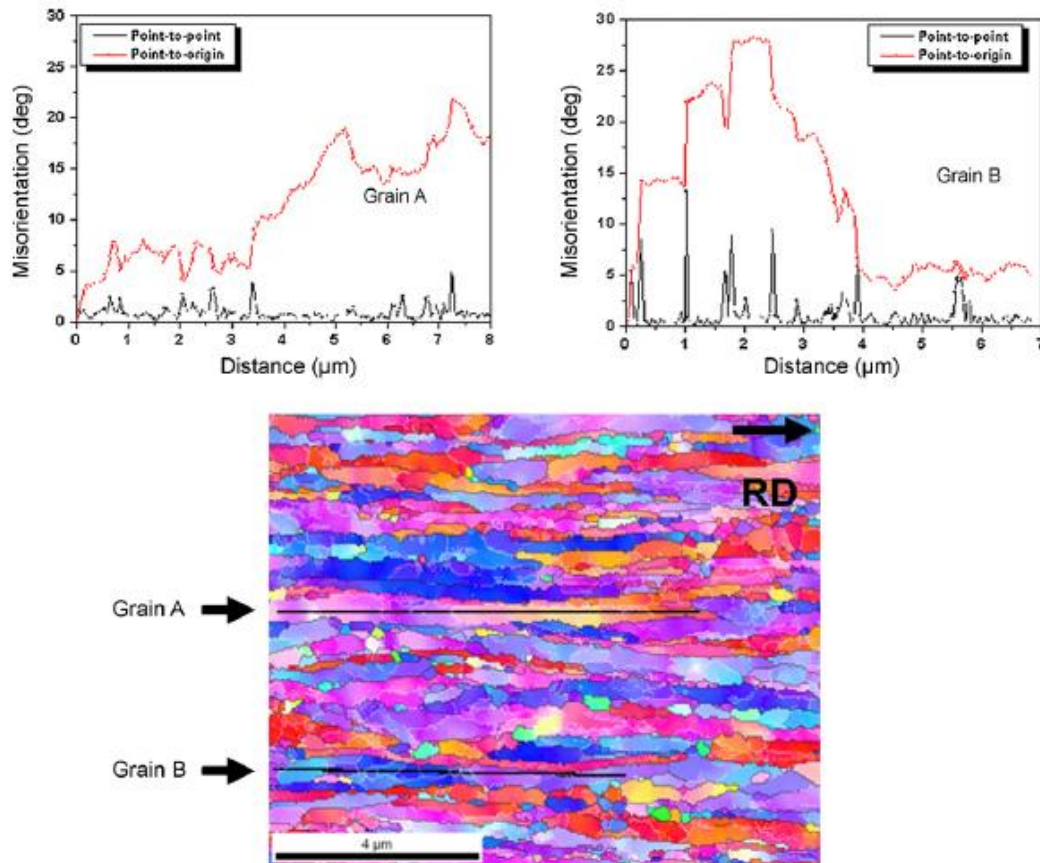 30
25
20
15
10
5
0
Misorientation (deg)
Point-to-point
Point-to-origin
Grain A
0 1 2 3 4 5 6 7 8
Distance (µm)
30
25
20
15
10
5
0
Misorientation (deg)
Point-to-point
Point-to-origin
Grain B
0 1 2 3 4 5 6 7
Distance (µm)
RD
Grain A
Grain B
4 µm